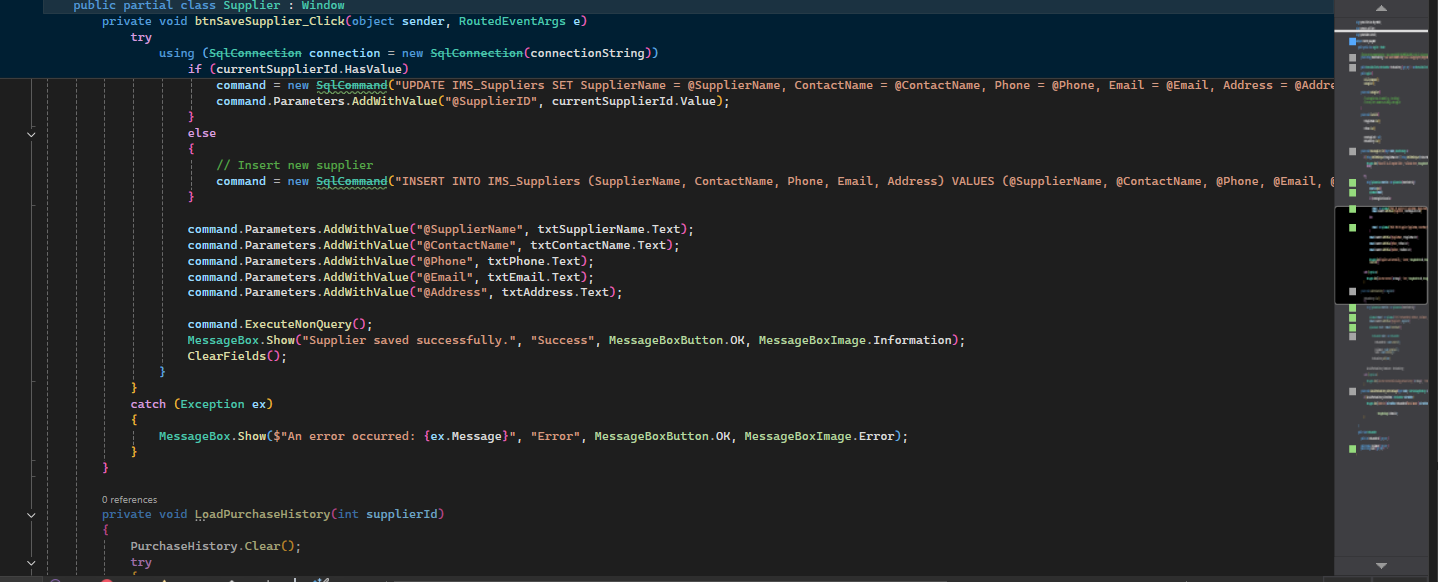 public partial class Supplier : Window
private void btnSaveSupplier_Click(object sender, RoutedEventArgs e)
try
using (SqlConnection connection = new SqlConnection(connectionString))
if (currentSupplierId.HasValue)
command = new SqlCommand("UPDATE IMS_Suppliers SET SupplierName = @SupplierName, ContactName = @ContactName, Phone = @Phone, Email = @Email, Address = @Addre
command.Parameters.AddWithValue("@SupplierID", currentSupplierId.Value);
}
else
{
// Insert new supplier
command = new SqlCommand("INSERT INTO IMS_Suppliers (SupplierName, ContactName, Phone, Email, Address) VALUES (@SupplierName, @ContactName, @Phone, @Email, @
}
command.Parameters.AddWithValue("@SupplierName", txtSupplierName.Text);
command.Parameters.AddWithValue("@ContactName", txtContactName.Text);
command.Parameters.AddWithValue("@Phone", txtPhone.Text);
command.Parameters.AddWithValue("@Email", txtEmail.Text);
command.Parameters.AddWithValue("@Address", txtAddress.Text);
command.ExecuteNonQuery();
MessageBox.Show("Supplier saved successfully.", "Success", MessageBoxButton.OK, MessageBoxImage.Information);
ClearFields();
}
}
catch (Exception ex)
{
MessageBox.Show($"An error occurred: {ex.Message}", "Error", MessageBoxButton.OK, MessageBoxImage.Error);
}
}
0 references
private void LoadPurchaseHistory(int supplierId)
{
PurchaseHistory.Clear();
try
{